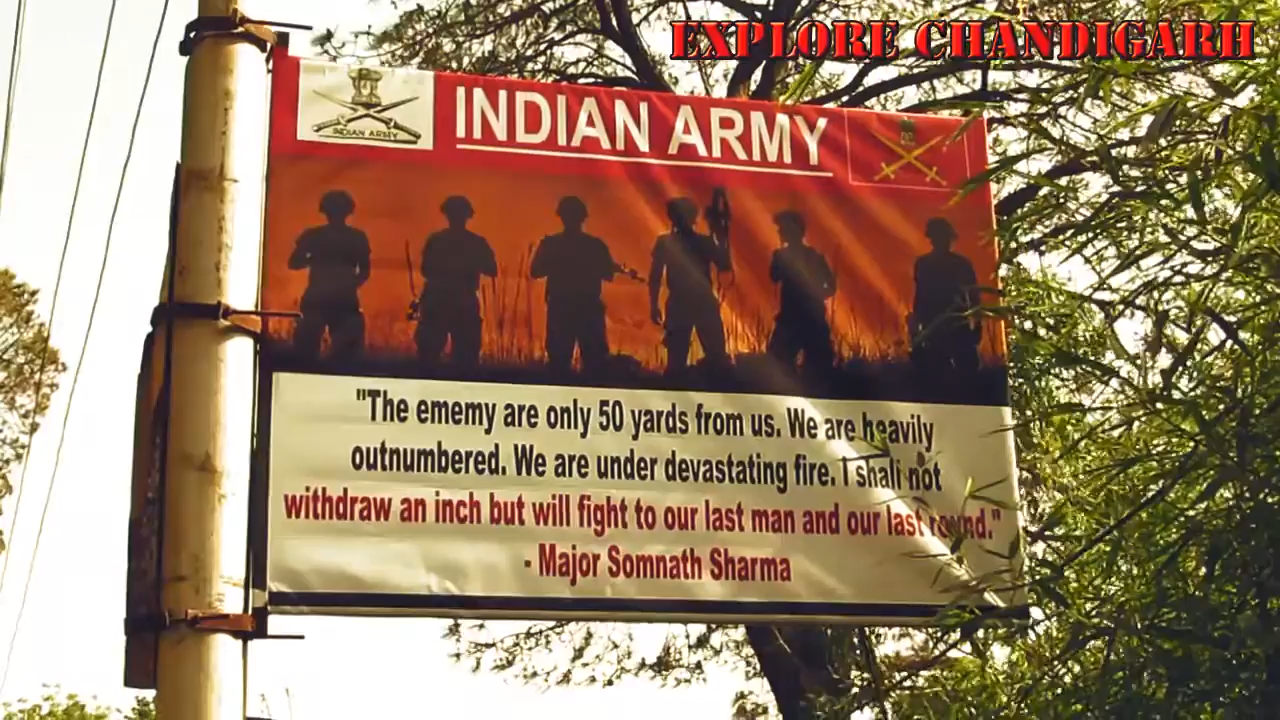 EXPLORE CHANDIGARH
INDIAN ARMY
INDIAN ARMY
"The ememy are only 50 yards from us. We are heavily
outnumbered. We are under devastating fire. I shall not
withdraw an inch but will fight to our last man and our last round."
- Major Somnath Sharma